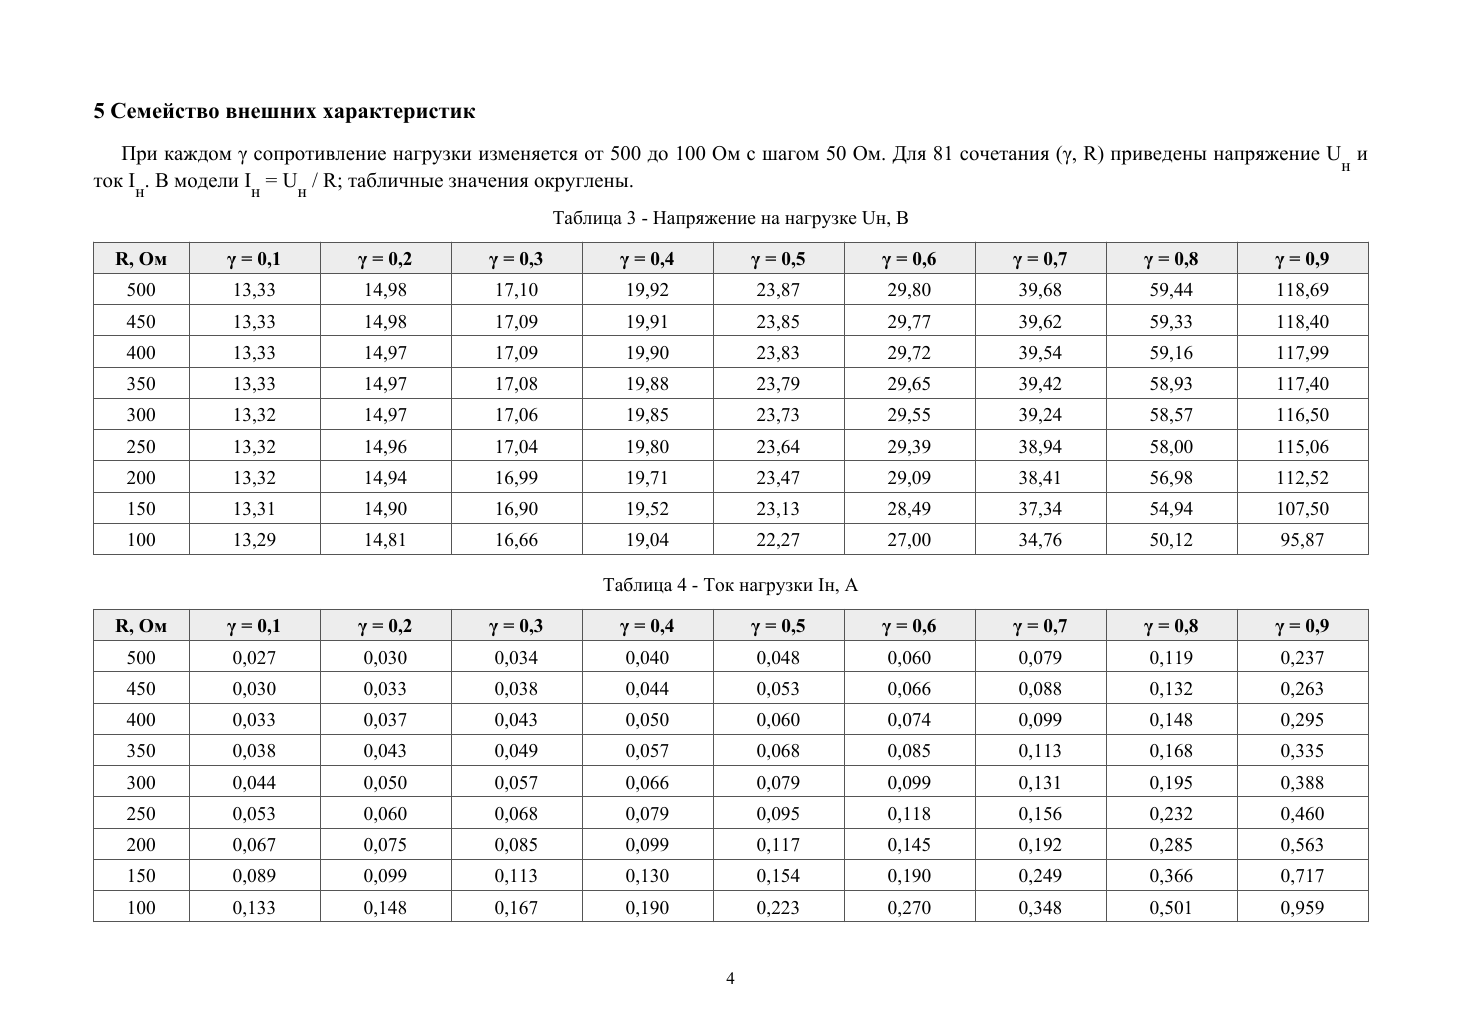 5 Семейство внешних характеристик
При каждом γ сопротивление нагрузки изменяется от 500 до 100 Ом с шагом 50 Ом. Для 81 сочетания (γ, R) приведены напряжение Uн и
ток Iн. В модели Iн = Uн / R; табличные значения округлены.
Таблица 3 - Напряжение на нагрузке Uн, В
R, Ом γ = 0,1 γ = 0,2 γ = 0,3 γ = 0,4 γ = 0,5 γ = 0,6 γ = 0,7 γ = 0,8 γ = 0,9
500 13,33 14,98 17,10 19,92 23,87 29,80 39,68 59,44 118,69
450 13,33 14,98 17,09 19,91 23,85 29,77 39,62 59,33 118,40
400 13,33 14,97 17,09 19,90 23,83 29,72 39,54 59,16 117,99
350 13,33 14,97 17,08 19,88 23,79 29,65 39,42 58,93 117,40
300 13,32 14,97 17,06 19,85 23,73 29,55 39,24 58,57 116,50
250 13,32 14,96 17,04 19,80 23,64 29,39 38,94 58,00 115,06
200 13,32 14,94 16,99 19,71 23,47 29,09 38,41 56,98 112,52
150 13,31 14,90 16,90 19,52 23,13 28,49 37,34 54,94 107,50
100 13,29 14,81 16,66 19,04 22,27 27,00 34,76 50,12 95,87
Таблица 4 - Ток нагрузки Iн, А
R, Ом γ = 0,1 γ = 0,2 γ = 0,3 γ = 0,4 γ = 0,5 γ = 0,6 γ = 0,7 γ = 0,8 γ = 0,9
500 0,027 0,030 0,034 0,040 0,048 0,060 0,079 0,119 0,237
450 0,030 0,033 0,038 0,044 0,053 0,066 0,088 0,132 0,263
400 0,033 0,037 0,043 0,050 0,060 0,074 0,099 0,148 0,295
350 0,038 0,043 0,049 0,057 0,068 0,085 0,113 0,168 0,335
300 0,044 0,050 0,057 0,066 0,079 0,099 0,131 0,195 0,388
250 0,053 0,060 0,068 0,079 0,095 0,118 0,156 0,232 0,460
200 0,067 0,075 0,085 0,099 0,117 0,145 0,192 0,285 0,563
150 0,089 0,099 0,113 0,130 0,154 0,190 0,249 0,366 0,717
100 0,133 0,148 0,167 0,190 0,223 0,270 0,348 0,501 0,959
4